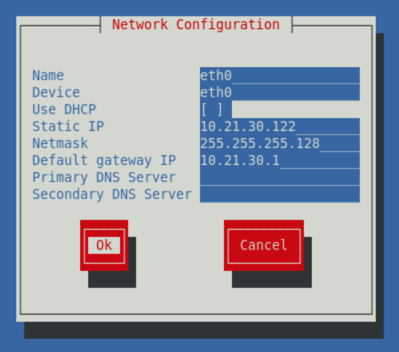 Network Configuration
Name eth0
Device eth0
Use DHCP [ ]
Static IP 10.21.30.122
Netmask 255.255.255.128
Default gateway IP 10.21.30.1
Primary DNS Server
Secondary DNS Server
Ok Cancel